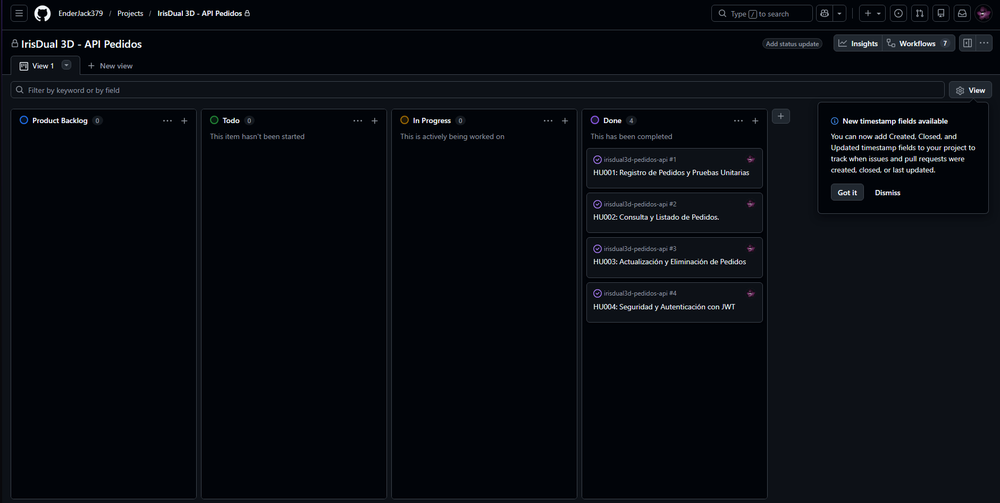 EnderJack379 / Projects / IrisDual 3D - API Pedidos
Type / to search
IrisDual 3D - API Pedidos
Add status update
Insights
Workflows 7
View 1
New view
Filter by keyword or by field
View
Product Backlog 0
Todo 0
This item hasn't been started
In Progress 0
This is actively being worked on
Done 4
This has been completed
irisdual3d-pedidos-api #1
HU001: Registro de Pedidos y Pruebas Unitarias
irisdual3d-pedidos-api #2
HU002: Consulta y Listado de Pedidos.
irisdual3d-pedidos-api #3
HU003: Actualización y Eliminación de Pedidos
irisdual3d-pedidos-api #4
HU004: Seguridad y Autenticación con JWT
New timestamp fields available
You can now add Created, Closed, and
Updated timestamp fields to your project to
track when issues and pull requests were
created, closed, or last updated.
Got it
Dismiss